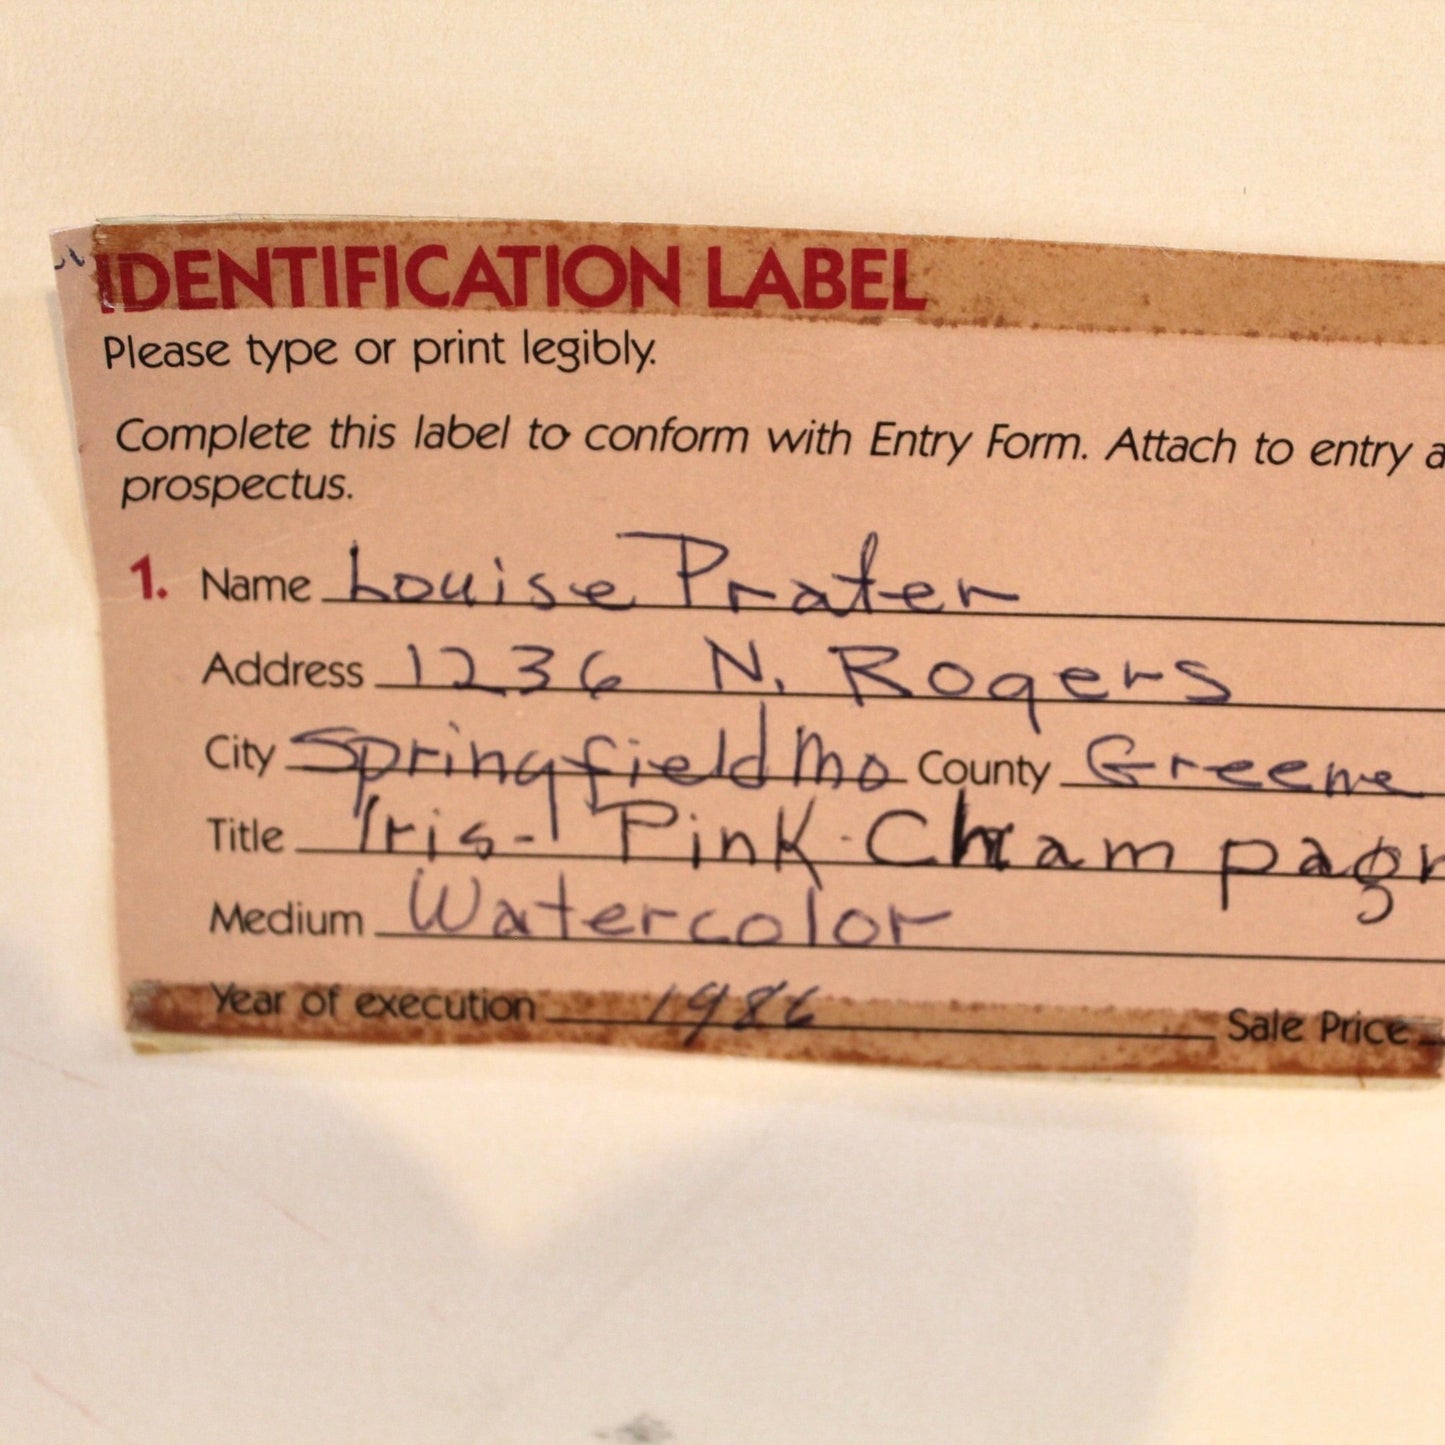 IDENTIFICATION LABEL
Please type or print legibly.
Complete this label to conform with Entry Form. Attach to entry a
prospectus.
1. Name Louise Prater
Address 1236 N. Rogers
City Springfield Mo County Greene
Title Iris - Pink Champagn
Medium Watercolor
Year of execution 1986 Sale Price